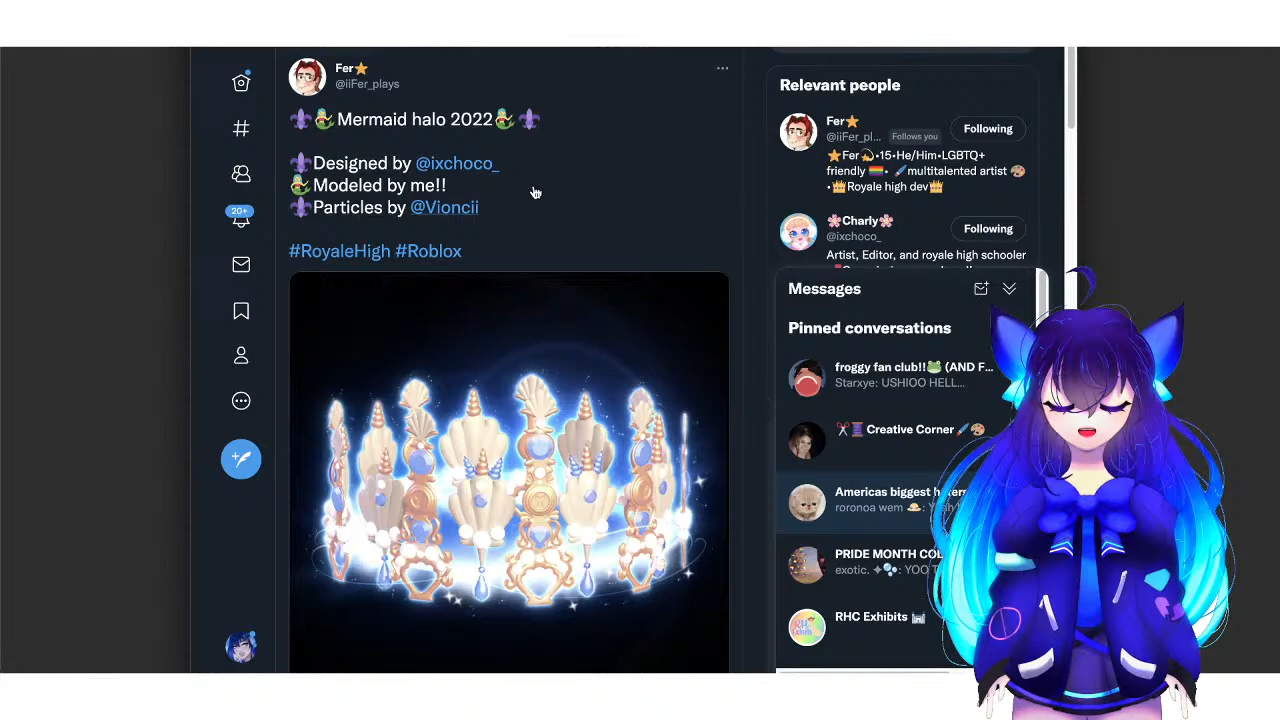 Fer⭐
@iiFer_plays
⚜️🧜‍♀️Mermaid halo 2022🧜‍♀️⚜️
⚜️Designed by @ixchoco_
🧜‍♀️Modeled by me!!
⚜️Particles by @Vioncii
#RoyaleHigh #Roblox
20+
Relevant people
Fer⭐
@iiFer_pl... Follows you
Following
⭐Fer💫•15•He/Him•LGBTQ+
friendly 🏳️‍🌈•🖌️multitalented artist 🎨
•👑Royale high dev👑
🌸Charly🌸
@ixchoco_
Following
Artist, Editor, and royale high schooler
Messages
Pinned conversations
froggy fan club!!🐸 (AND F...
Starxye: USHIOO HELL...
✂️🧵Creative Corner🖌️🎨
Americas biggest
roronoa wem
PRIDE MONTH
exotic. ✦🫧: YOO
RHC Exhibits 🏰